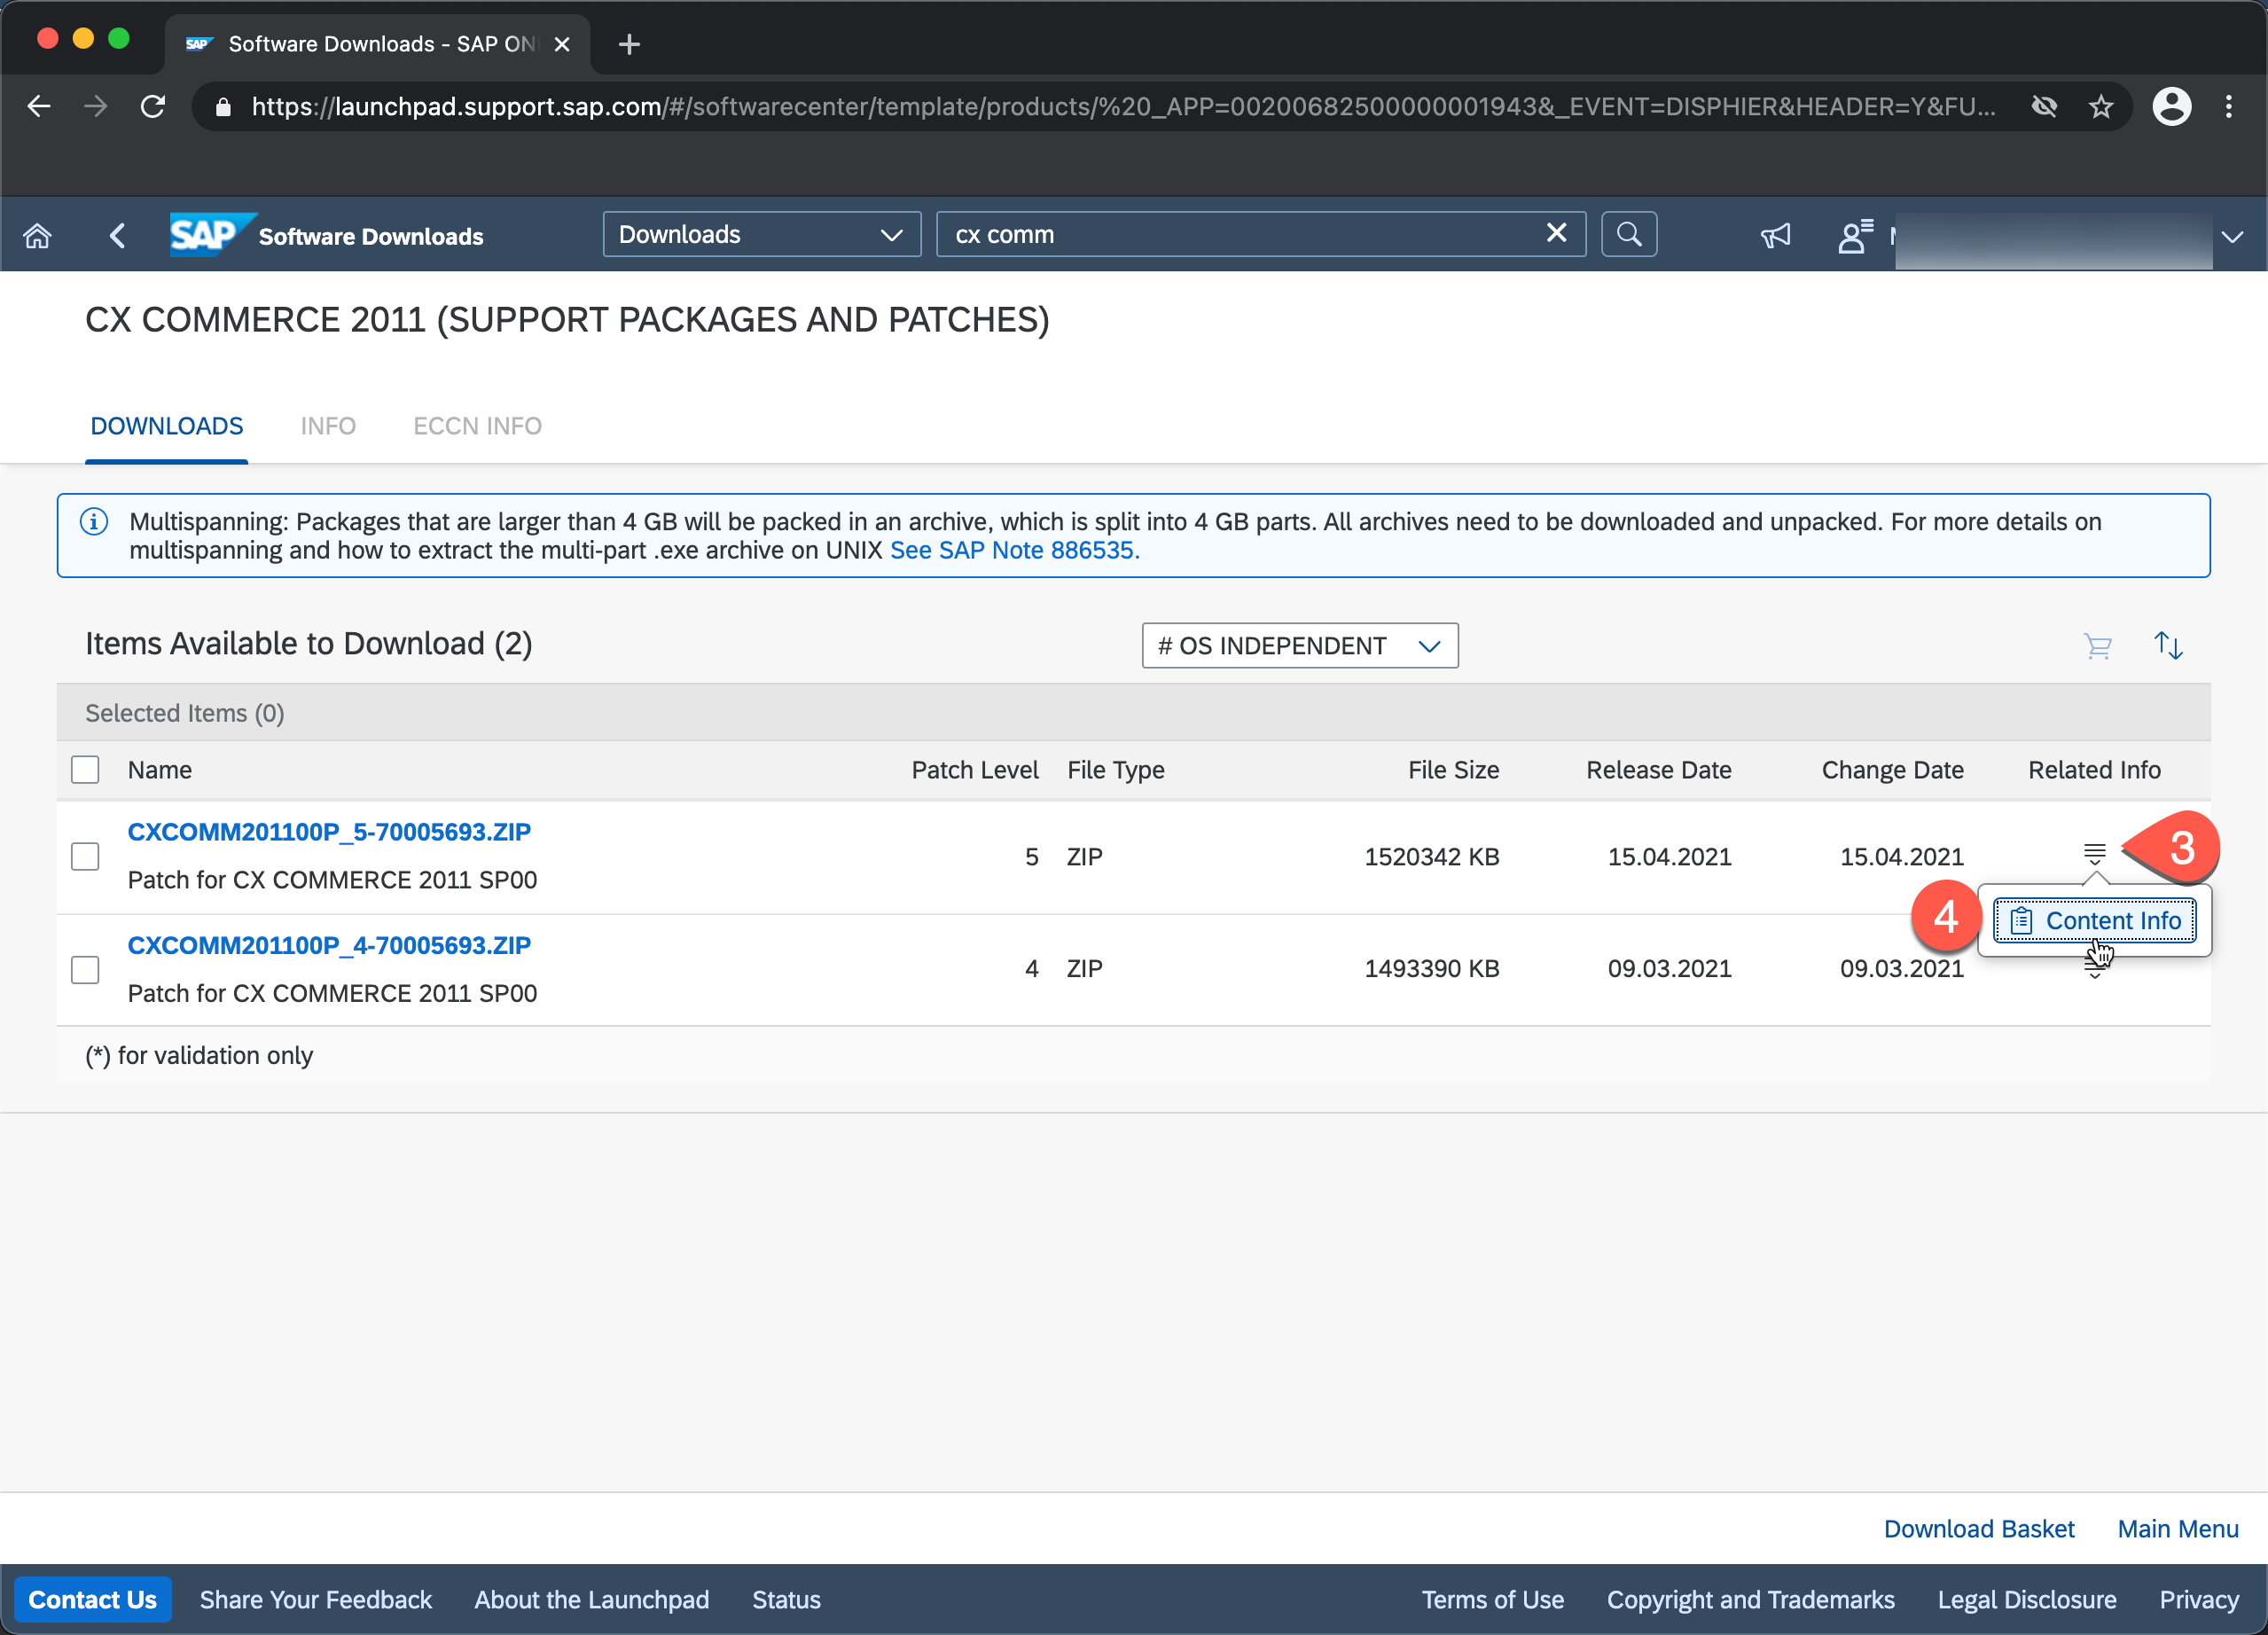 SAP Software Downloads - SAP ON
https://launchpad.support.sap.com/#/softwarecenter/template/products/%20_APP=00200682500000001943&_EVENT=DISPHIER&HEADER=Y&FU...
SAP Software Downloads Downloads cx comm
CX COMMERCE 2011 (SUPPORT PACKAGES AND PATCHES)
DOWNLOADS INFO ECCN INFO
Multispanning: Packages that are larger than 4 GB will be packed in an archive, which is split into 4 GB parts. All archives need to be downloaded and unpacked. For more details on
multispanning and how to extract the multi-part .exe archive on UNIX See SAP Note 886535.
Items Available to Download (2) # OS INDEPENDENT
Selected Items (0)
Name Patch Level File Type File Size Release Date Change Date Related Info
CXCOMM201100P_5-70005693.ZIP
Patch for CX COMMERCE 2011 SP00
5 ZIP 1520342 KB 15.04.2021 15.04.2021 3
4 Content Info
CXCOMM201100P_4-70005693.ZIP
Patch for CX COMMERCE 2011 SP00
4 ZIP 1493390 KB 09.03.2021 09.03.2021
(*) for validation only
Download Basket Main Menu
Contact Us Share Your Feedback About the Launchpad Status Terms of Use Copyright and Trademarks Legal Disclosure Privacy